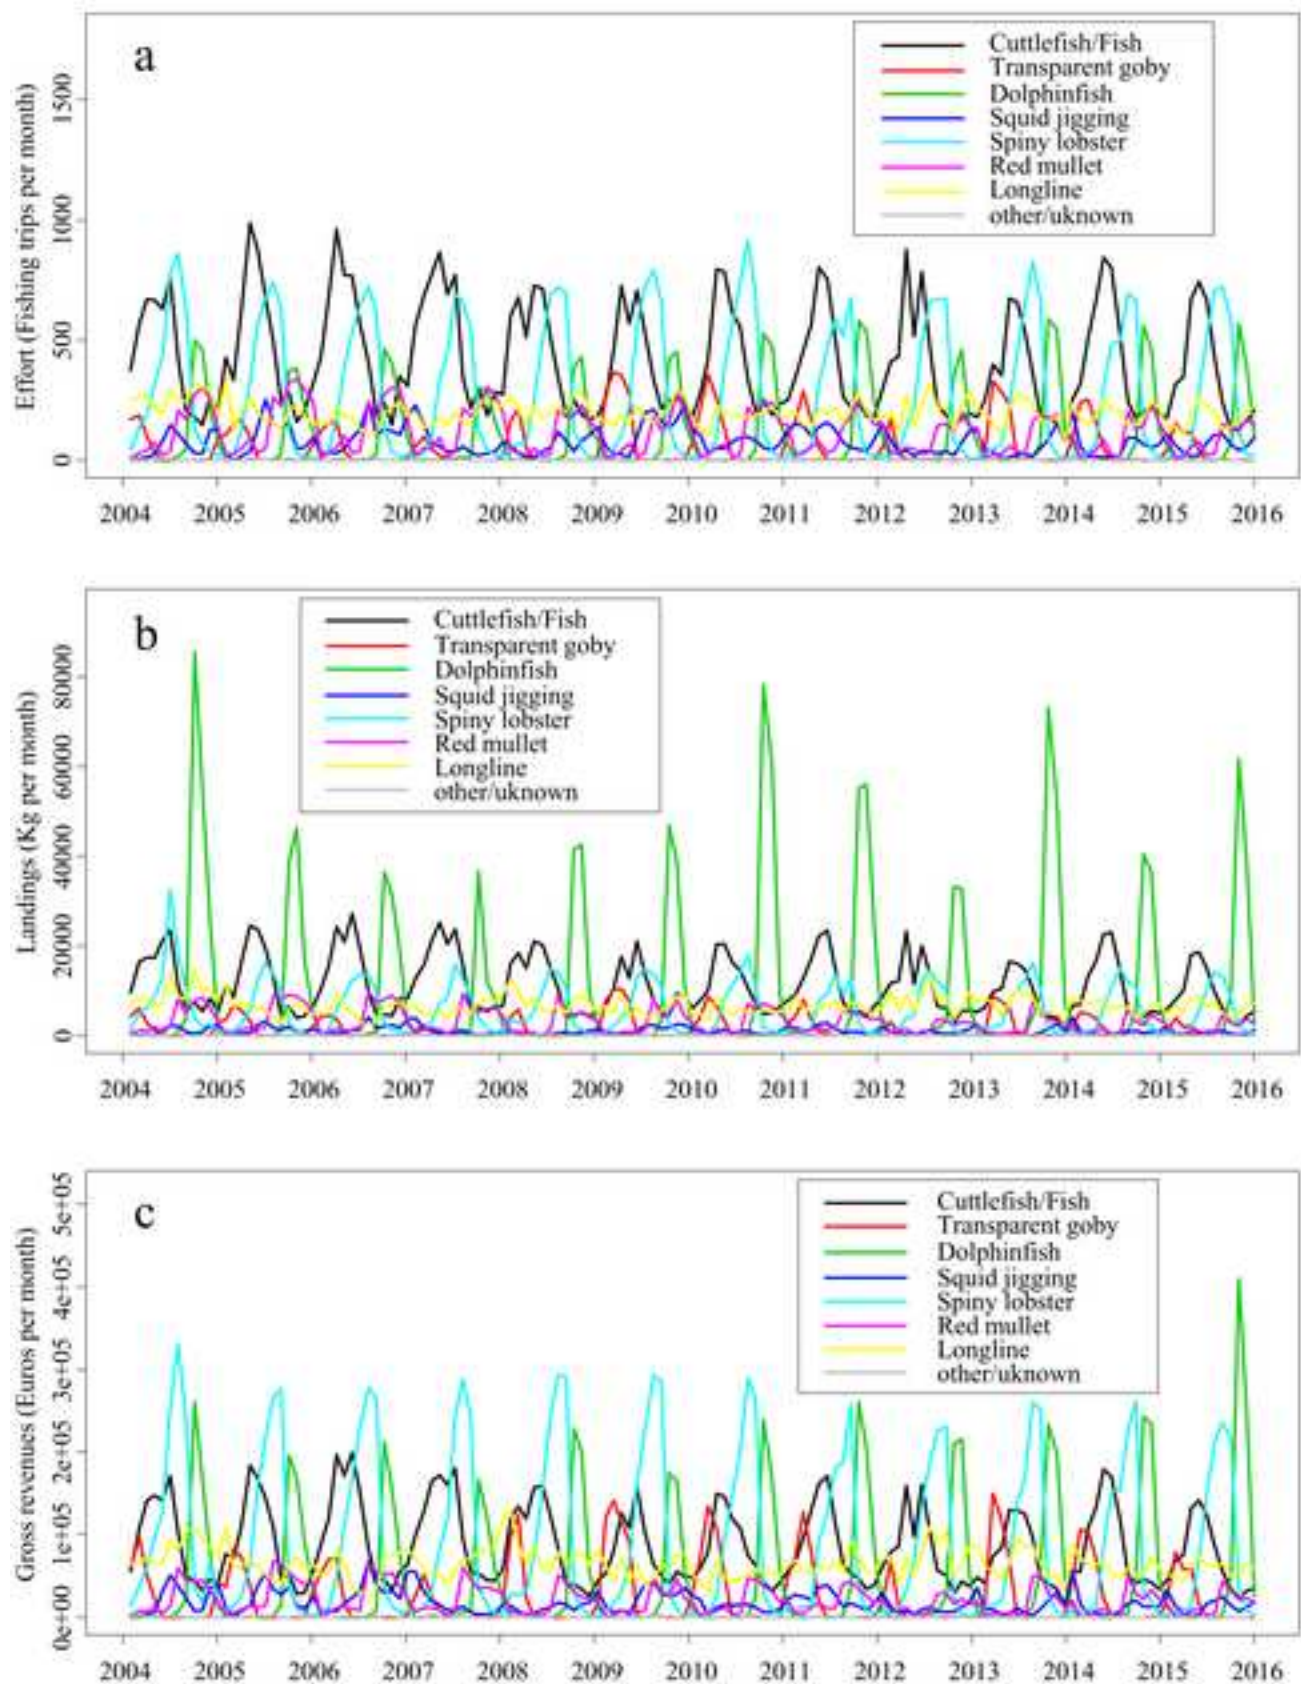 a
Cuttlefish/Fish
Transparent goby
Dolphinfish
Squid jigging
Spiny lobster
Red mullet
Longline
other/uknown
Effort (Fishing trips per month)
1500
1000
500
0
2004 2005 2006 2007 2008 2009 2010 2011 2012 2013 2014 2015 2016
b
Cuttlefish/Fish
Transparent goby
Dolphinfish
Squid jigging
Spiny lobster
Red mullet
Longline
other/uknown
Landings (Kg per month)
80000
60000
40000
20000
0
2004 2005 2006 2007 2008 2009 2010 2011 2012 2013 2014 2015 2016
c
Cuttlefish/Fish
Transparent goby
Dolphinfish
Squid jigging
Spiny lobster
Red mullet
Longline
other/uknown
Gross revenues (Euros per month)
5e+05
4e+05
3e+05
2e+05
1e+05
0e+00
2004 2005 2006 2007 2008 2009 2010 2011 2012 2013 2014 2015 2016